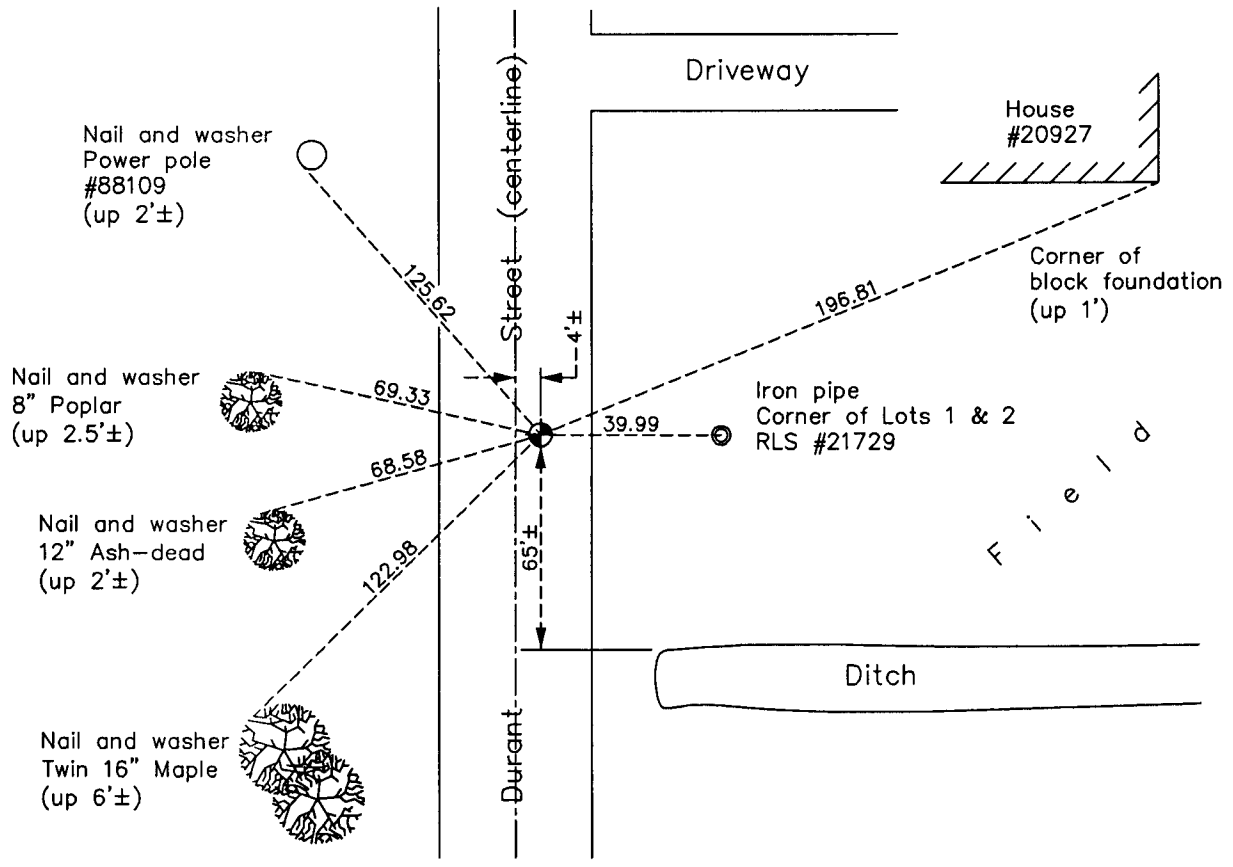 Driveway
House
#20927
Nail and washer
Power pole
#88109
(up 2'±)
Street (centerline)
Corner of
block foundation
(up 1')
125.62
196.81
4'±
Nail and washer
8" Poplar
(up 2.5'±)
69.33
39.99
Iron pipe
Corner of Lots 1 & 2
RLS #21729
68.58
Field
Nail and washer
12" Ash-dead
(up 2'±)
122.98
65'±
Ditch
Durant
Nail and washer
Twin 16" Maple
(up 6'±)